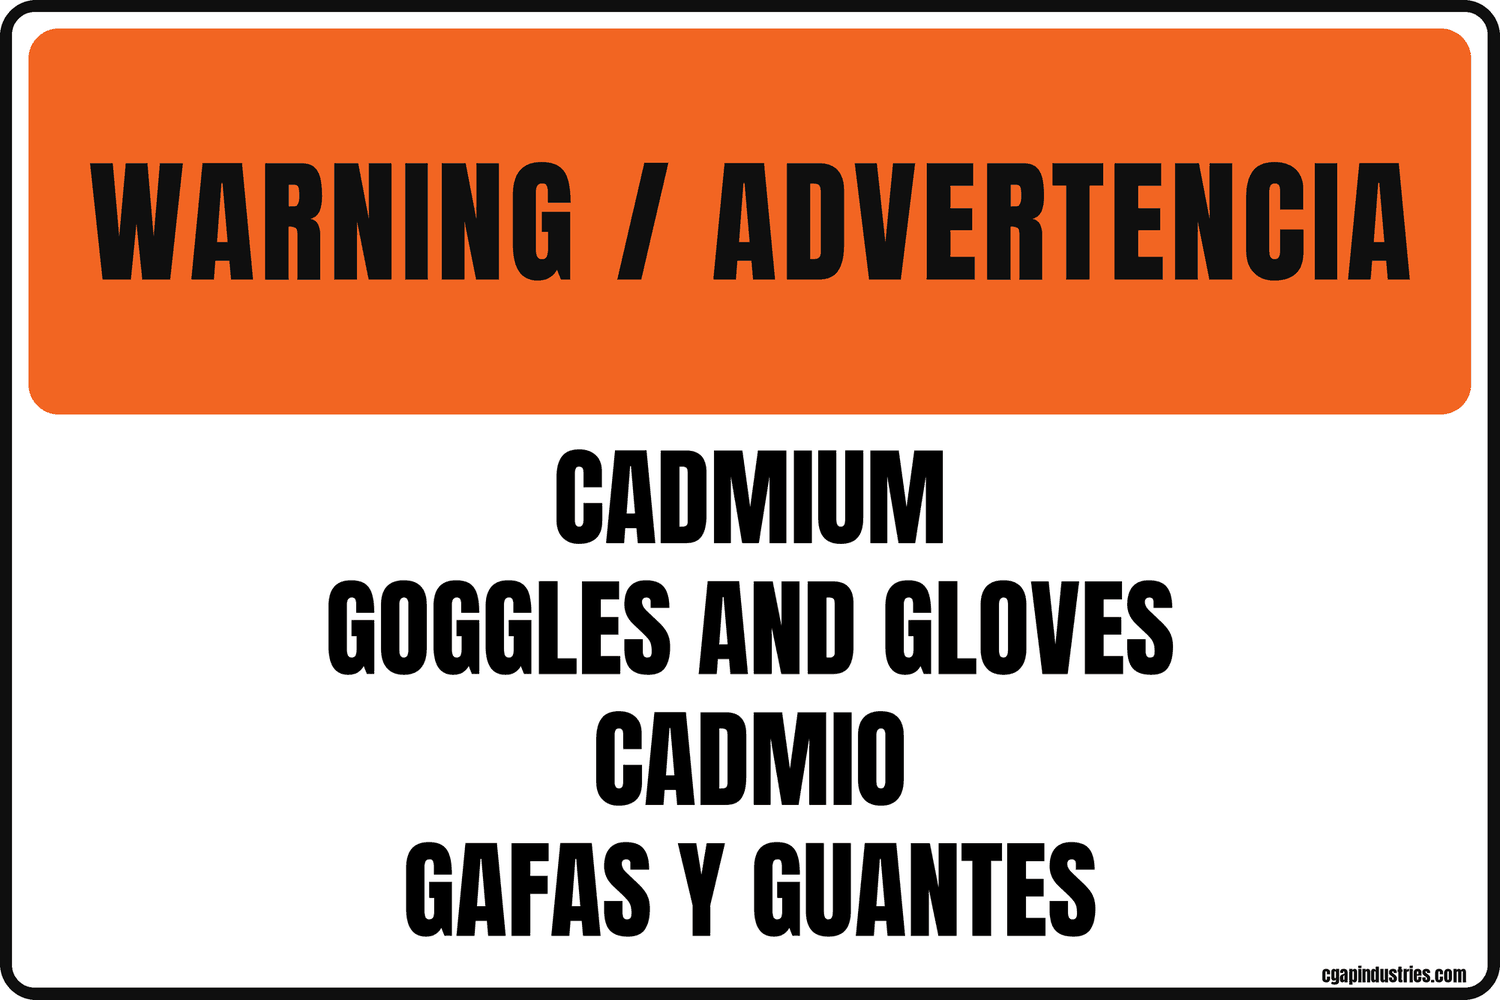 WARNING / ADVERTENCIA
CADMIUM
GOGGLES AND GLOVES
CADMIO
GAFAS Y GUANTES
cgapindustries.com